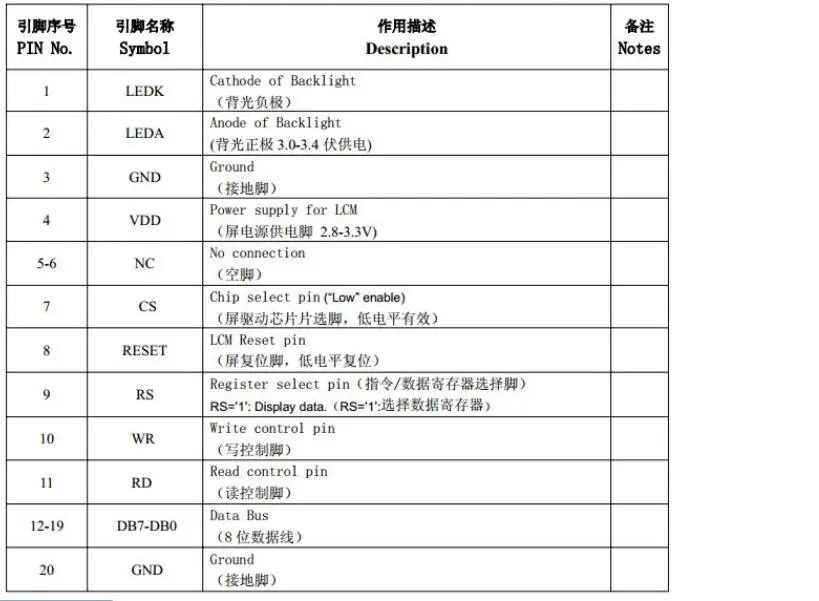 引脚序号 引脚名称 作用描述 备注
PIN No. Symbol Description Notes
1 LEDK Cathode of Backlight
（背光负极）
2 LEDA Anode of Backlight
(背光正极 3.0-3.4 伏供电)
3 GND Ground
（接地脚）
4 VDD Power supply for LCM
（屏电源供电脚 2.8-3.3V)
5-6 NC No connection
（空脚）
7 CS Chip select pin (“Low” enable)
（屏驱动芯片片选脚，低电平有效）
8 RESET LCM Reset pin
（屏复位脚，低电平复位）
9 RS Register select pin（指令/数据寄存器选择脚）
RS='1': Display data.（RS='1':选择数据寄存器）
10 WR Write control pin
（写控制脚）
11 RD Read control pin
（读控制脚）
12-19 DB7-DB0 Data Bus
（8 位数据线）
20 GND Ground
（接地脚）